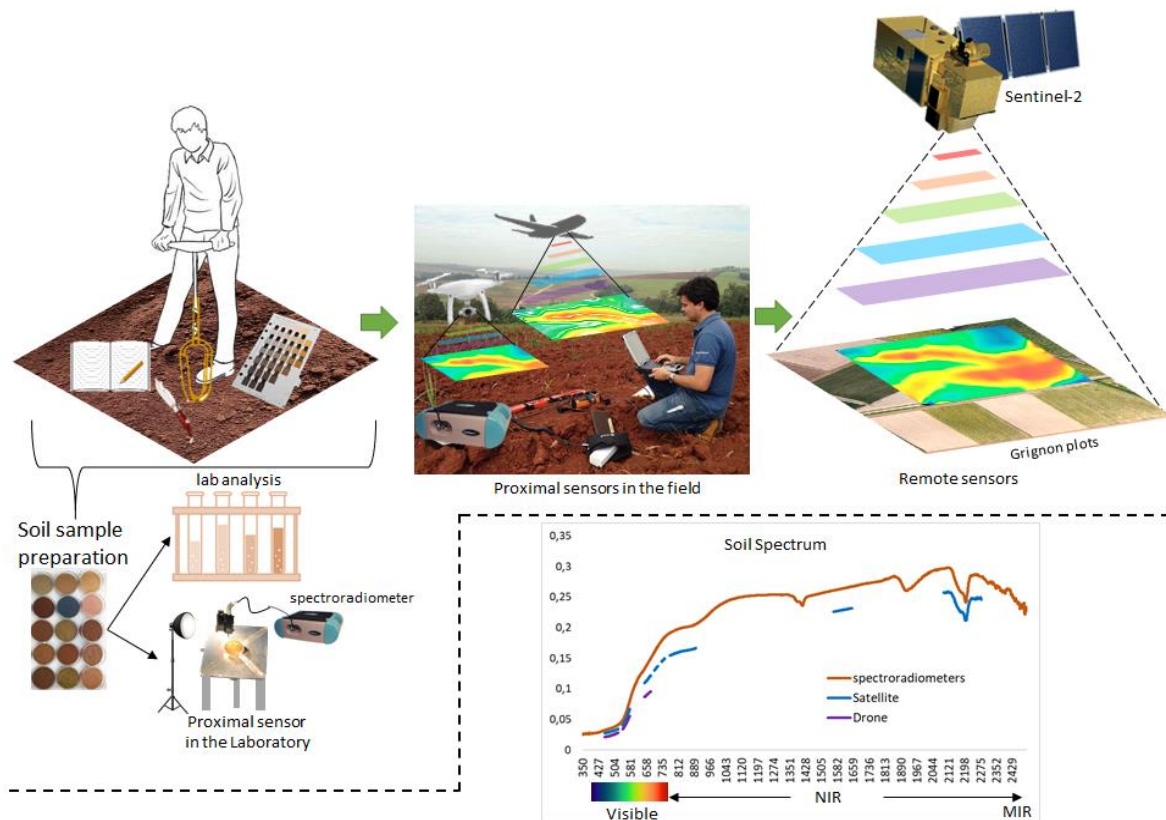 Sentinel-2
Grignon plots
Proximal sensors in the field
Remote sensors
lab analysis
Soil sample
preparation
spectroradiometer
Proximal sensor
in the Laboratory
Soil Spectrum
0,35
0,3
0,25
0,2
0,15
0,1
0,05
0
spectroradiometers
Satellite
Drone
350 427 504 581 658 735 812 889 966 1043 1120 1197 1274 1351 1428 1505 1582 1659 1736 1813 1890 1967 2044 2121 2198 2275 2352 2429
Visible
NIR
MIR